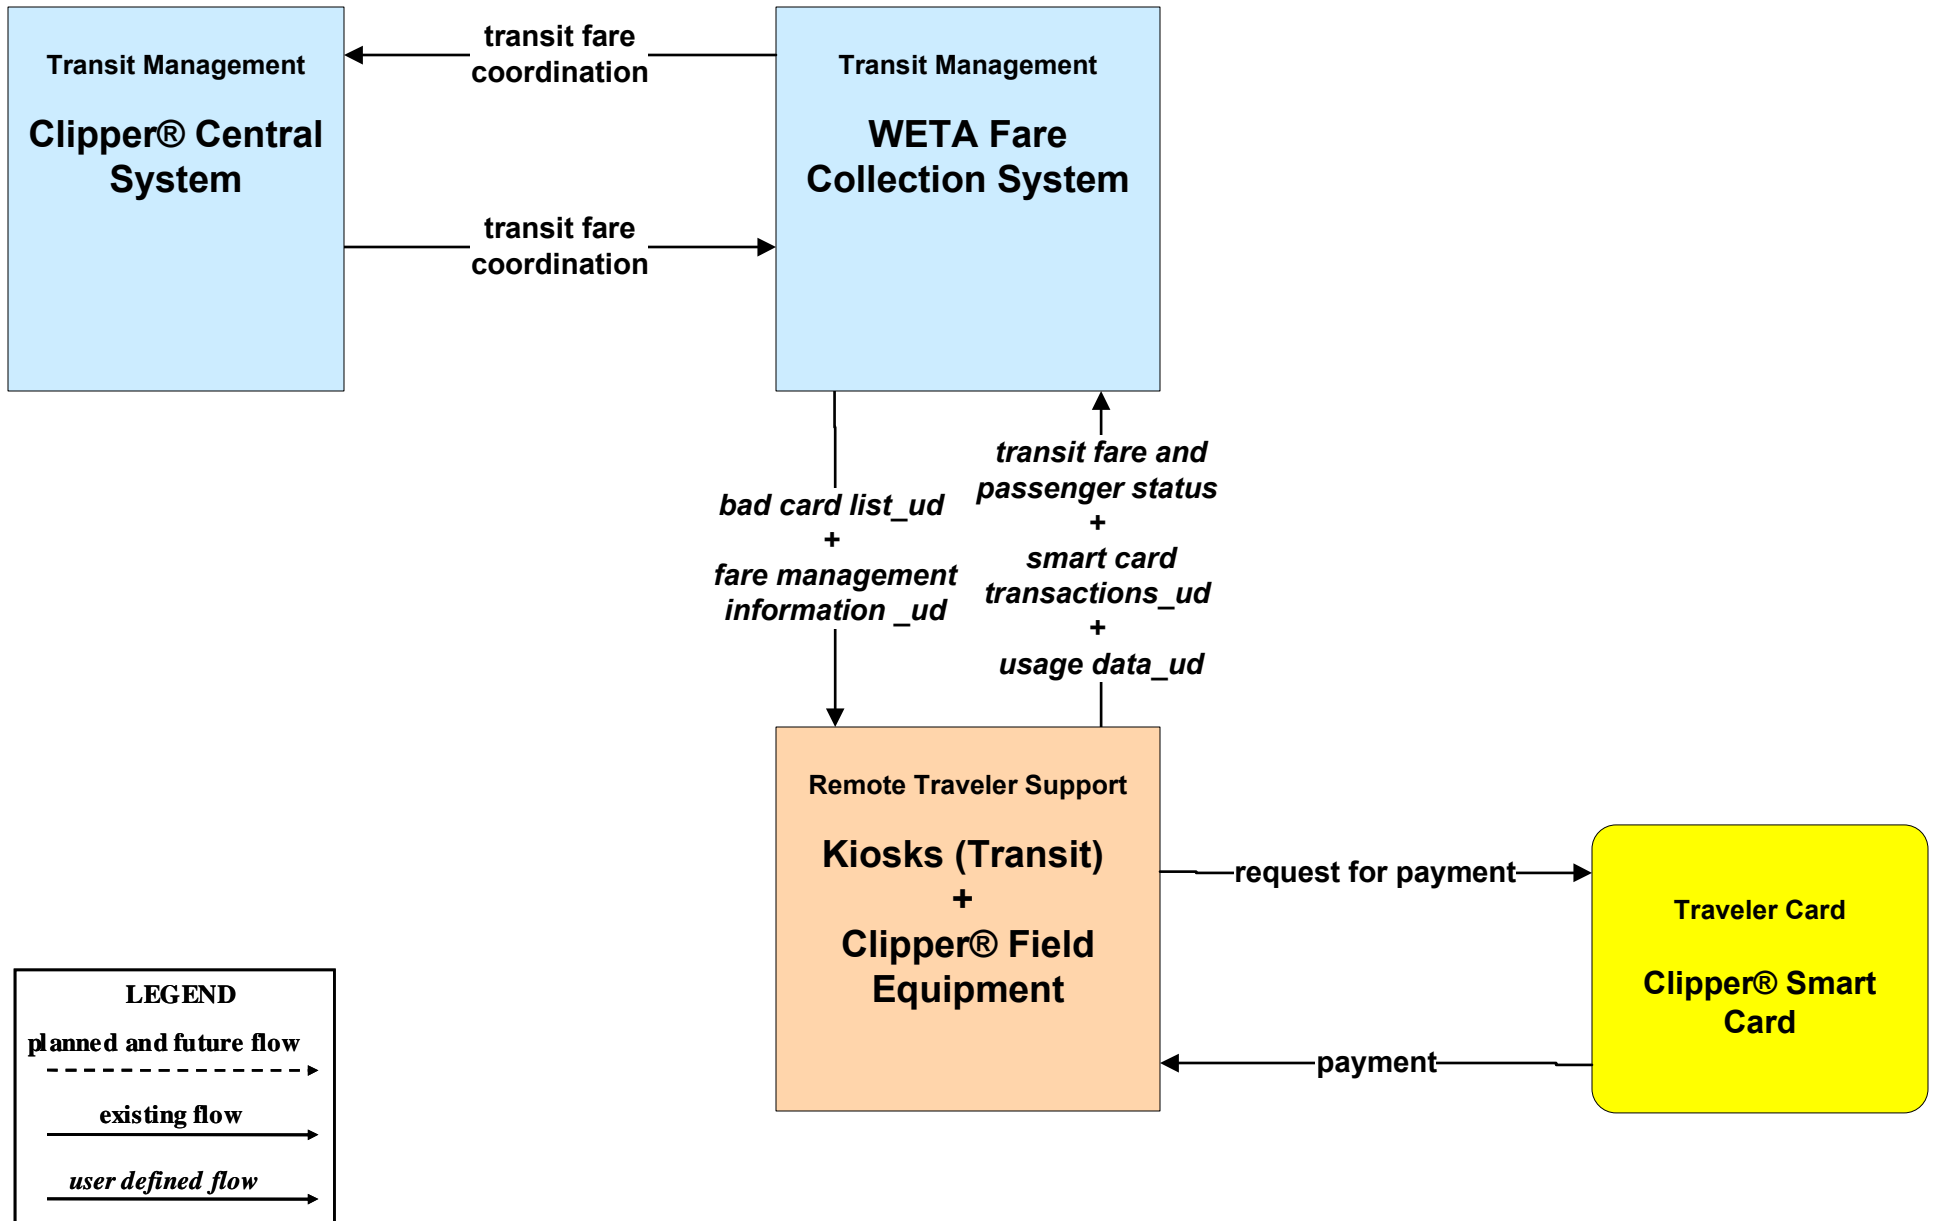 Transit Management
Clipper® Central
System
transit fare
coordination
transit fare
coordination
Transit Management
WETA Fare
Collection System
bad card list_ud
+
fare management
information _ud
transit fare and
passenger status
+
smart card
transactions_ud
+
usage data_ud
Remote Traveler Support
Kiosks (Transit)
+
Clipper® Field
Equipment
request for payment
payment
Traveler Card
Clipper® Smart
Card
LEGEND
planned and future flow
existing flow
user defined flow